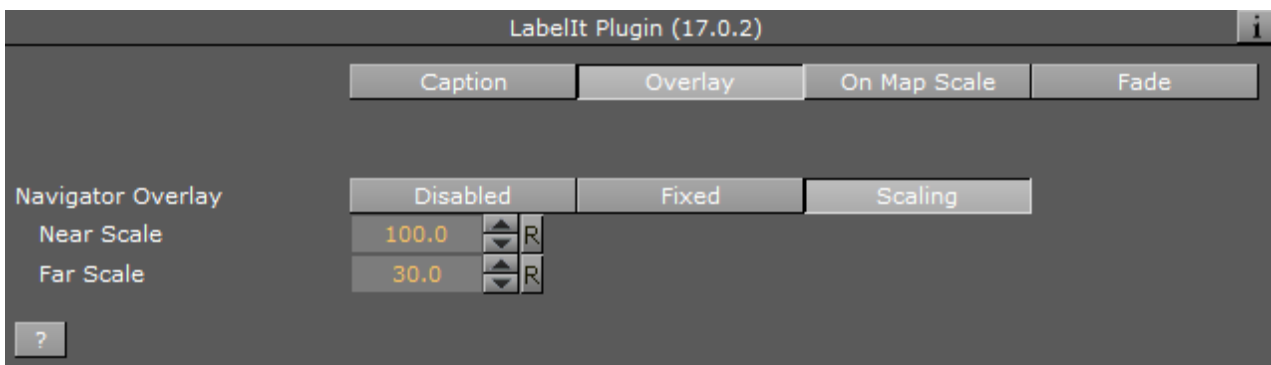 LabelIt Plugin (17.0.2) i
Caption Overlay On Map Scale Fade
Navigator Overlay Disabled Fixed Scaling
Near Scale 100.0 R
Far Scale 30.0 R
?